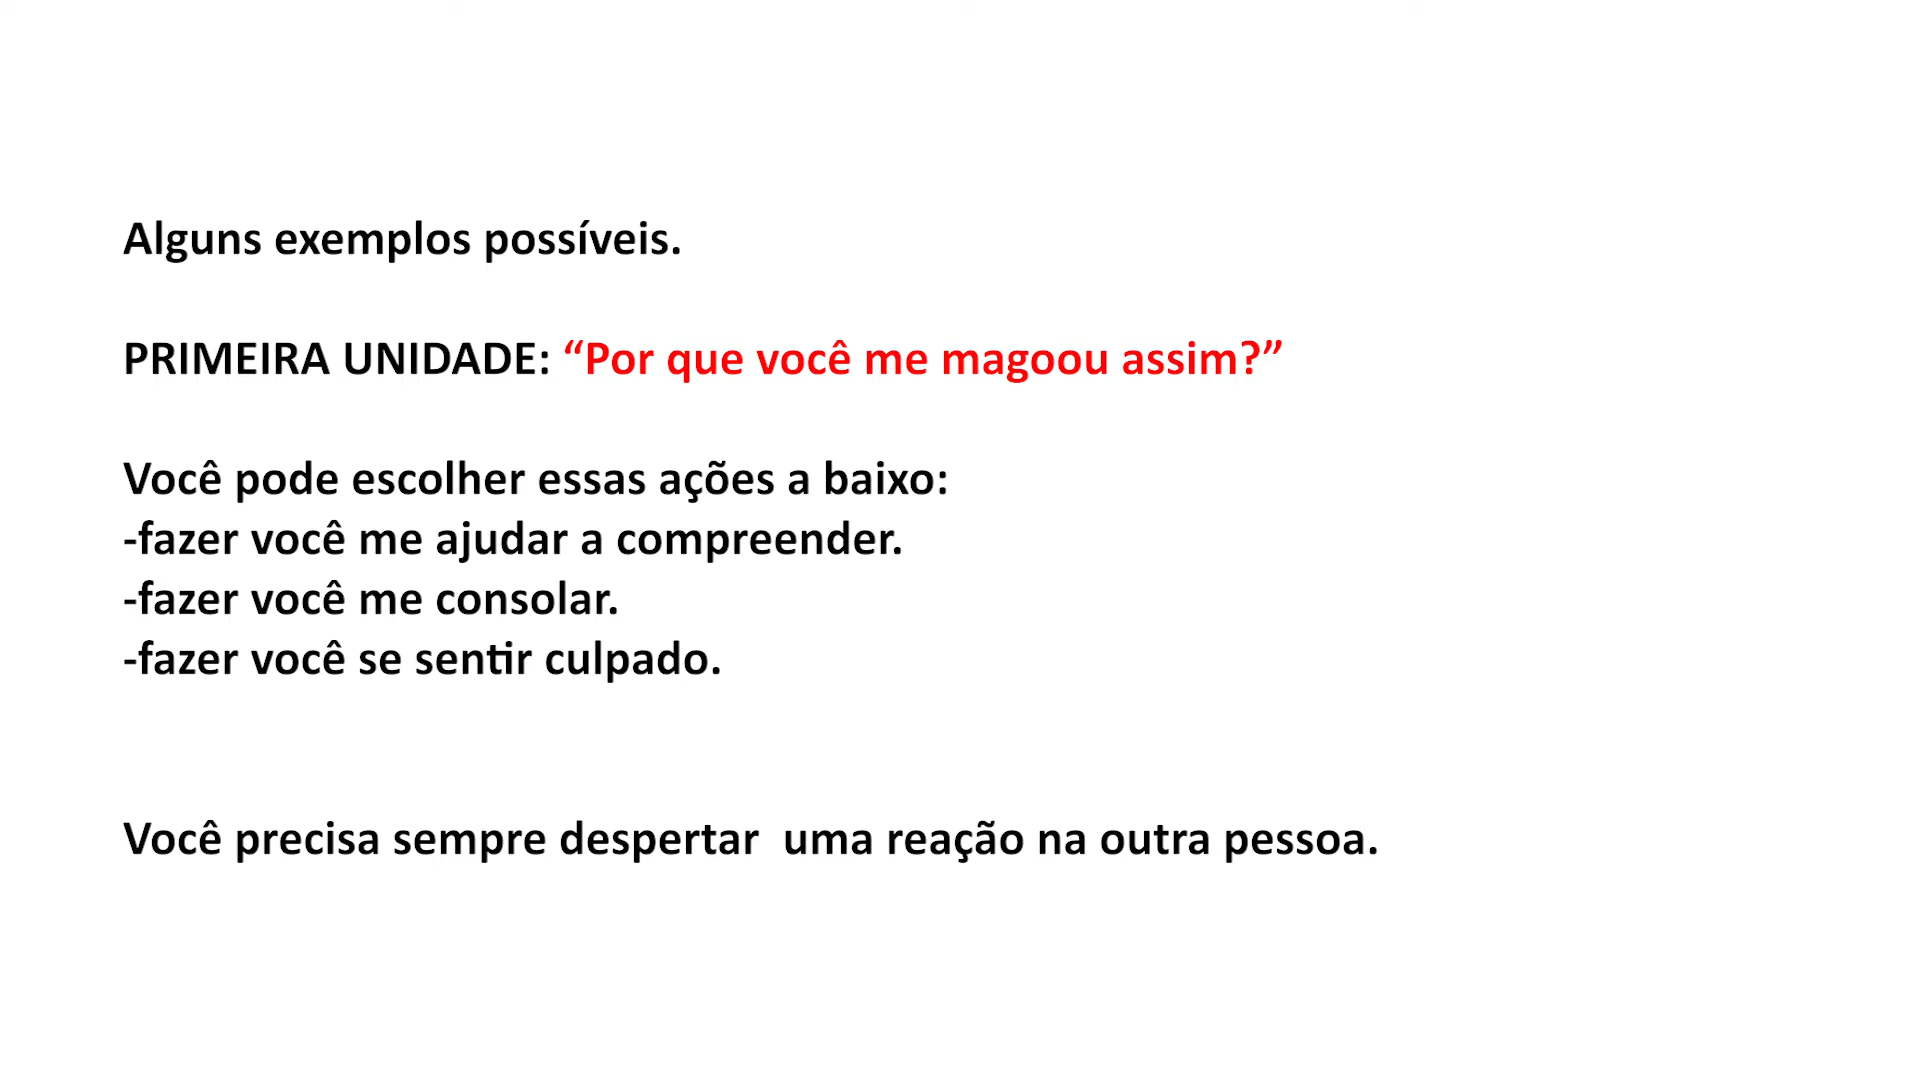 Alguns exemplos possíveis.
PRIMEIRA UNIDADE: “Por que você me magoou assim?”
Você pode escolher essas ações a baixo:
-fazer você me ajudar a compreender.
-fazer você me consolar.
-fazer você se sentir culpado.
Você precisa sempre despertar  uma reação na outra pessoa.